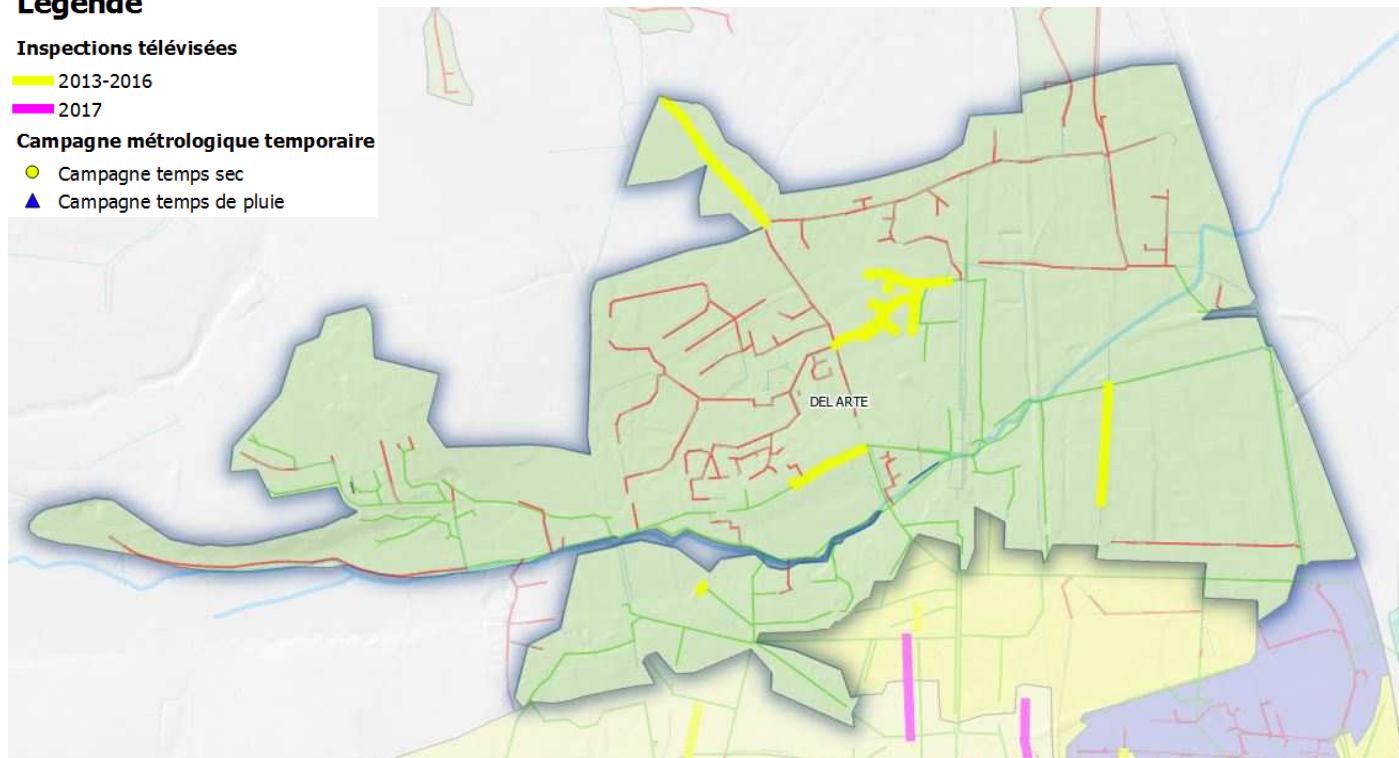 Légende
Inspections télévisées
2013-2016
2017
Campagne métrologique temporaire
Campagne temps sec
Campagne temps de pluie
DEL ARTE